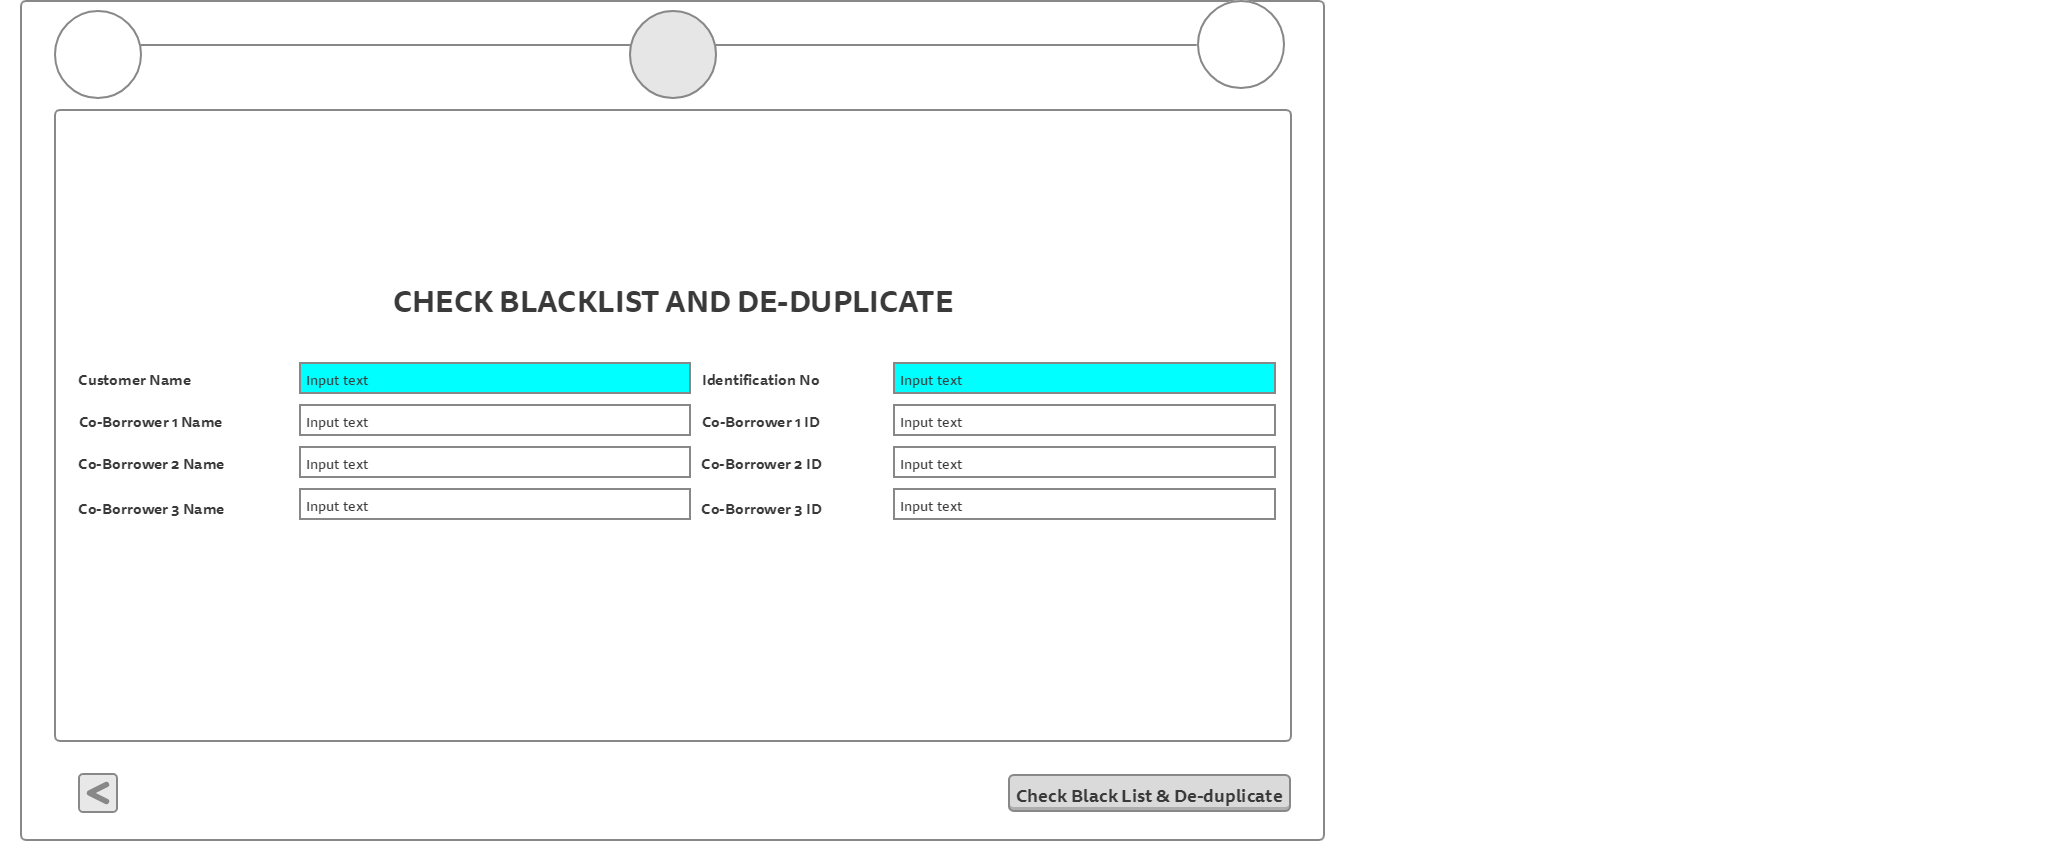 CHECK BLACKLIST AND DE-DUPLICATE
Customer Name Input text Identification No Input text
Co-Borrower 1 Name Input text Co-Borrower 1 ID Input text
Co-Borrower 2 Name Input text Co-Borrower 2 ID Input text
Co-Borrower 3 Name Input text Co-Borrower 3 ID Input text
< Check Black List & De-duplicate